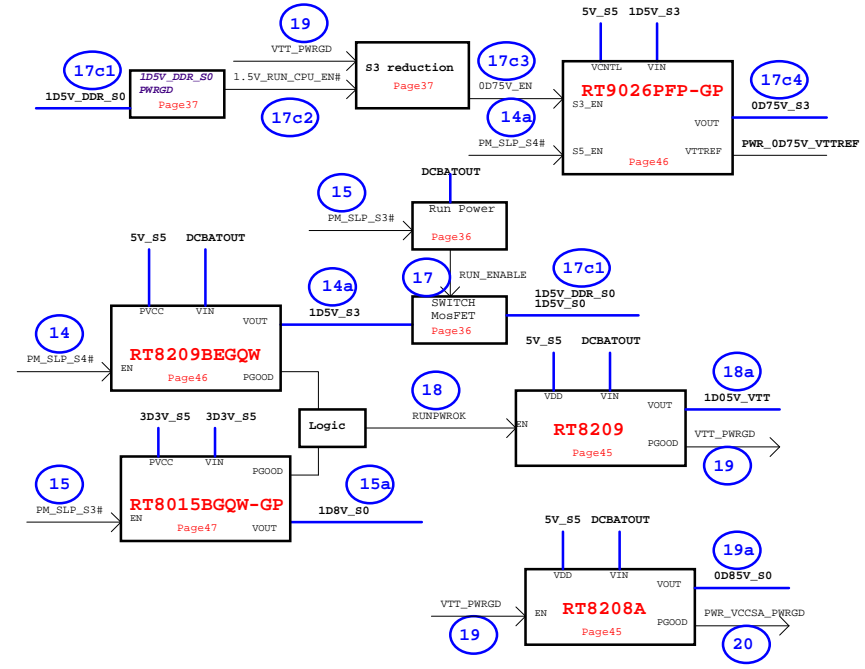 19
VTT_PWRGD
17c1
1D5V_DDR_S0
1D5V_DDR_S0
PWRGD
Page37
1.5V_RUN_CPU_EN#
17c2
S3 reduction
Page37
17c3
0D75V_EN
14a
PM_SLP_S4#
5V_S5
1D5V_S3
VCNTL
VIN
RT9026PFP-GP
S3_EN
VOUT
S5_EN
VTTREF
Page46
17c4
0D75V_S3
PWR_0D75V_VTTREF
DCBATOUT
15
PM_SLP_S3#
Run Power
Page36
17
RUN_ENABLE
SWITCH
MosFET
Page36
17c1
1D5V_DDR_S0
1D5V_S0
5V_S5
DCBATOUT
14
PM_SLP_S4#
PVCC
VIN
VOUT
RT8209BEGQW
EN
Page46
PGOOD
14a
1D5V_S3
Logic
18
RUNPWROK
5V_S5
DCBATOUT
VDD
VIN
VOUT
EN
RT8209
PGOOD
Page45
18a
1D05V_VTT
VTT_PWRGD
19
3D3V_S5
3D3V_S5
15
PM_SLP_S3#
PVCC
VIN
PGOOD
RT8015BGQW-GP
EN
Page47
VOUT
15a
1D8V_S0
5V_S5
DCBATOUT
VTT_PWRGD
19
VDD
VIN
VOUT
EN
RT8208A
PGOOD
Page45
19a
0D85V_S0
PWR_VCCSA_PWRGD
20